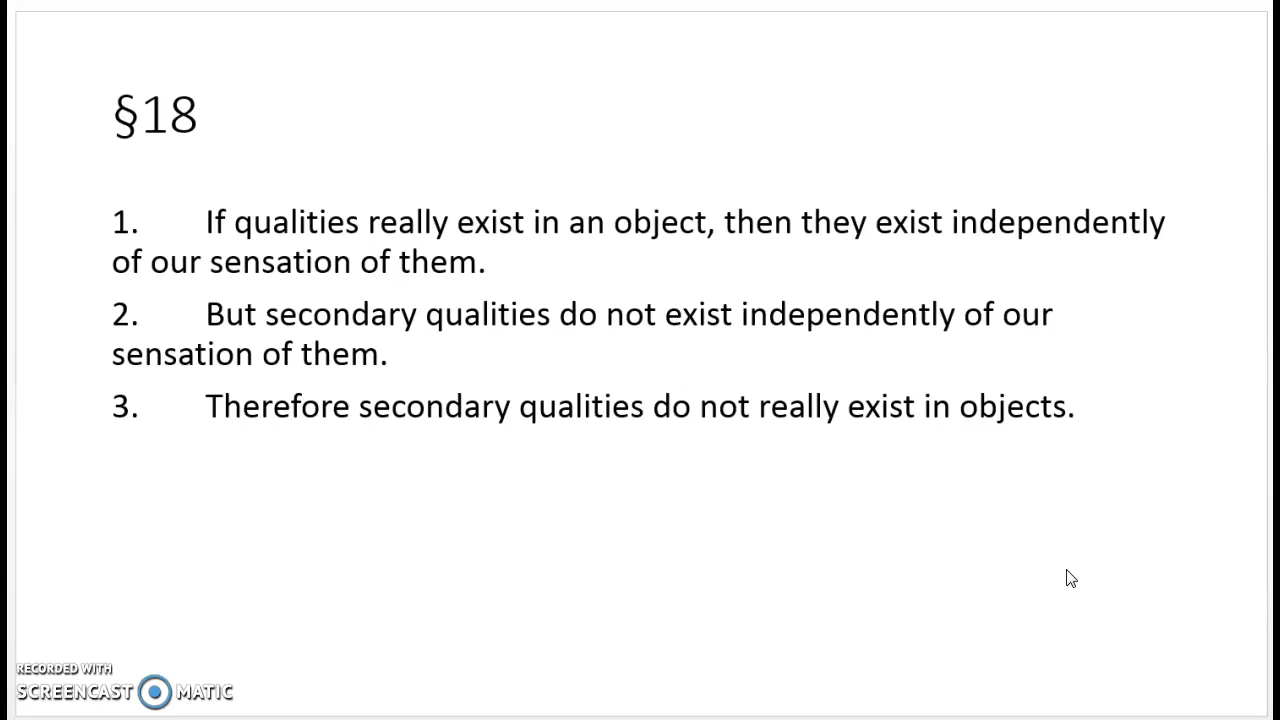 §18
1. If qualities really exist in an object, then they exist independently
of our sensation of them.
2. But secondary qualities do not exist independently of our
sensation of them.
3. Therefore secondary qualities do not really exist in objects.
RECORDED WITH
SCREENCAST MATIC